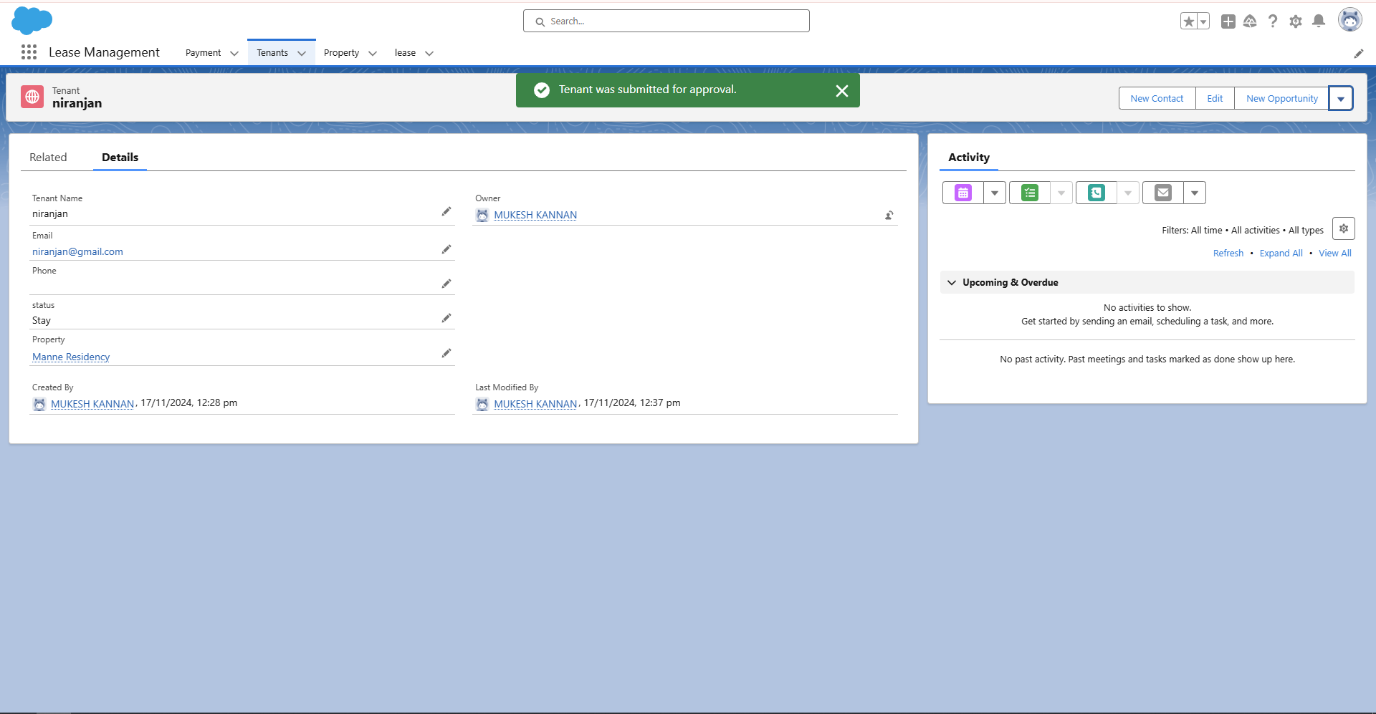 Search...
Lease Management
Payment
Tenants
Property
lease
Tenant
niranjan
Tenant was submitted for approval.
New Contact
Edit
New Opportunity
Related
Details
Tenant Name
niranjan
Email
niranjan@gmail.com
Phone
status
Stay
Property
Manne Residency
Created By
MUKESH KANNAN, 17/11/2024, 12:28 pm
Owner
MUKESH KANNAN
Last Modified By
MUKESH KANNAN, 17/11/2024, 12:37 pm
Activity
Filters: All time • All activities • All types
Refresh • Expand All • View All
Upcoming & Overdue
No activities to show.
Get started by sending an email, scheduling a task, and more.
No past activity. Past meetings and tasks marked as done show up here.